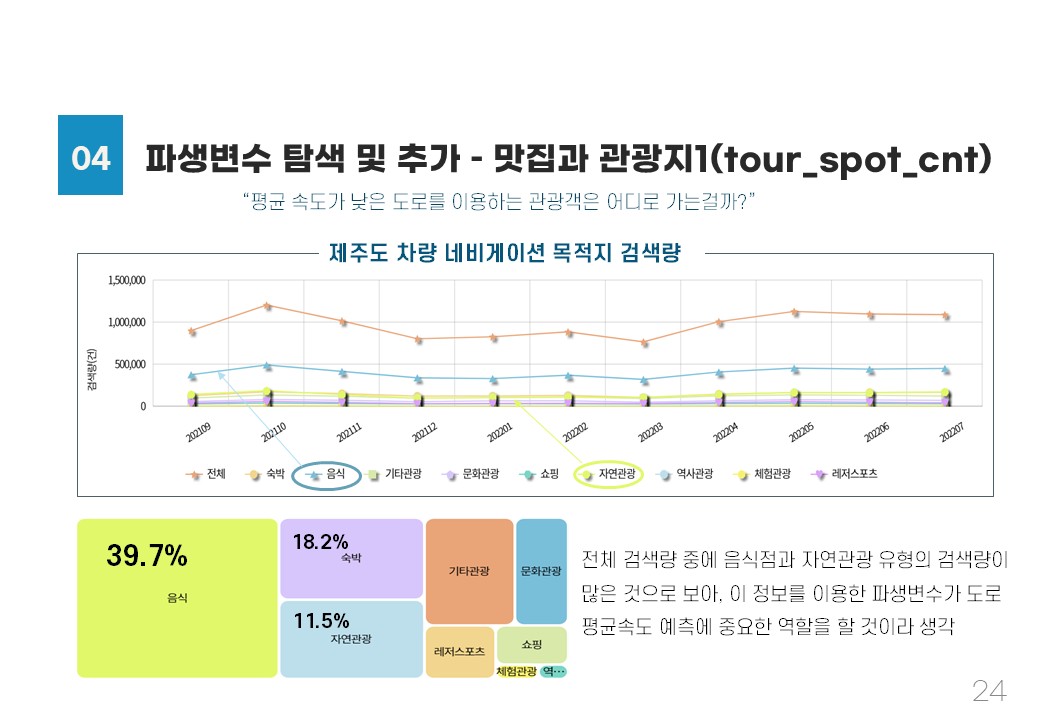 04
파생변수 탐색 및 추가 - 맛집과 관광지1(tour_spot_cnt)
“평균 속도가 낮은 도로를 이용하는 관광객은 어디로 가는걸까?”
제주도 차량 네비게이션 목적지 검색량
1,500,000
1,000,000
500,000
0
검색량(건)
202109 202110 202111 202112 202201 202202 202203 202204 202205 202206 202207
전체 숙박 음식 기타관광 문화관광 쇼핑 자연관광 역사관광 체험관광 레저스포츠
39.7%
음식
18.2%
숙박
11.5%
자연관광
기타관광
문화관광
레저스포츠
쇼핑
체험관광
역…
전체 검색량 중에 음식점과 자연관광 유형의 검색량이
많은 것으로 보아, 이 정보를 이용한 파생변수가 도로
평균속도 예측에 중요한 역할을 할 것이라 생각
24